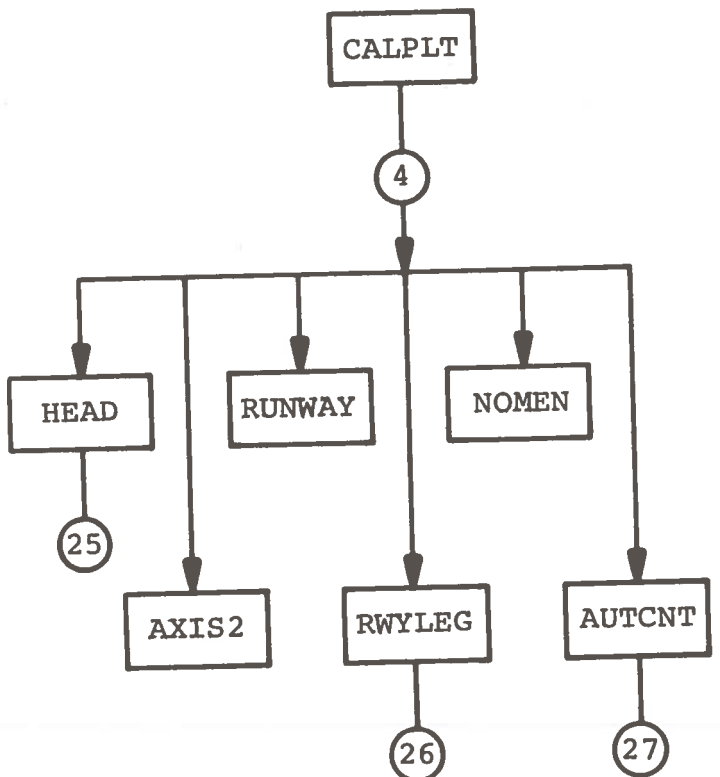 CALPLT
4
HEAD
RUNWAY
NOMEN
25
AXIS2
RWYLEG
AUTCNT
26
27